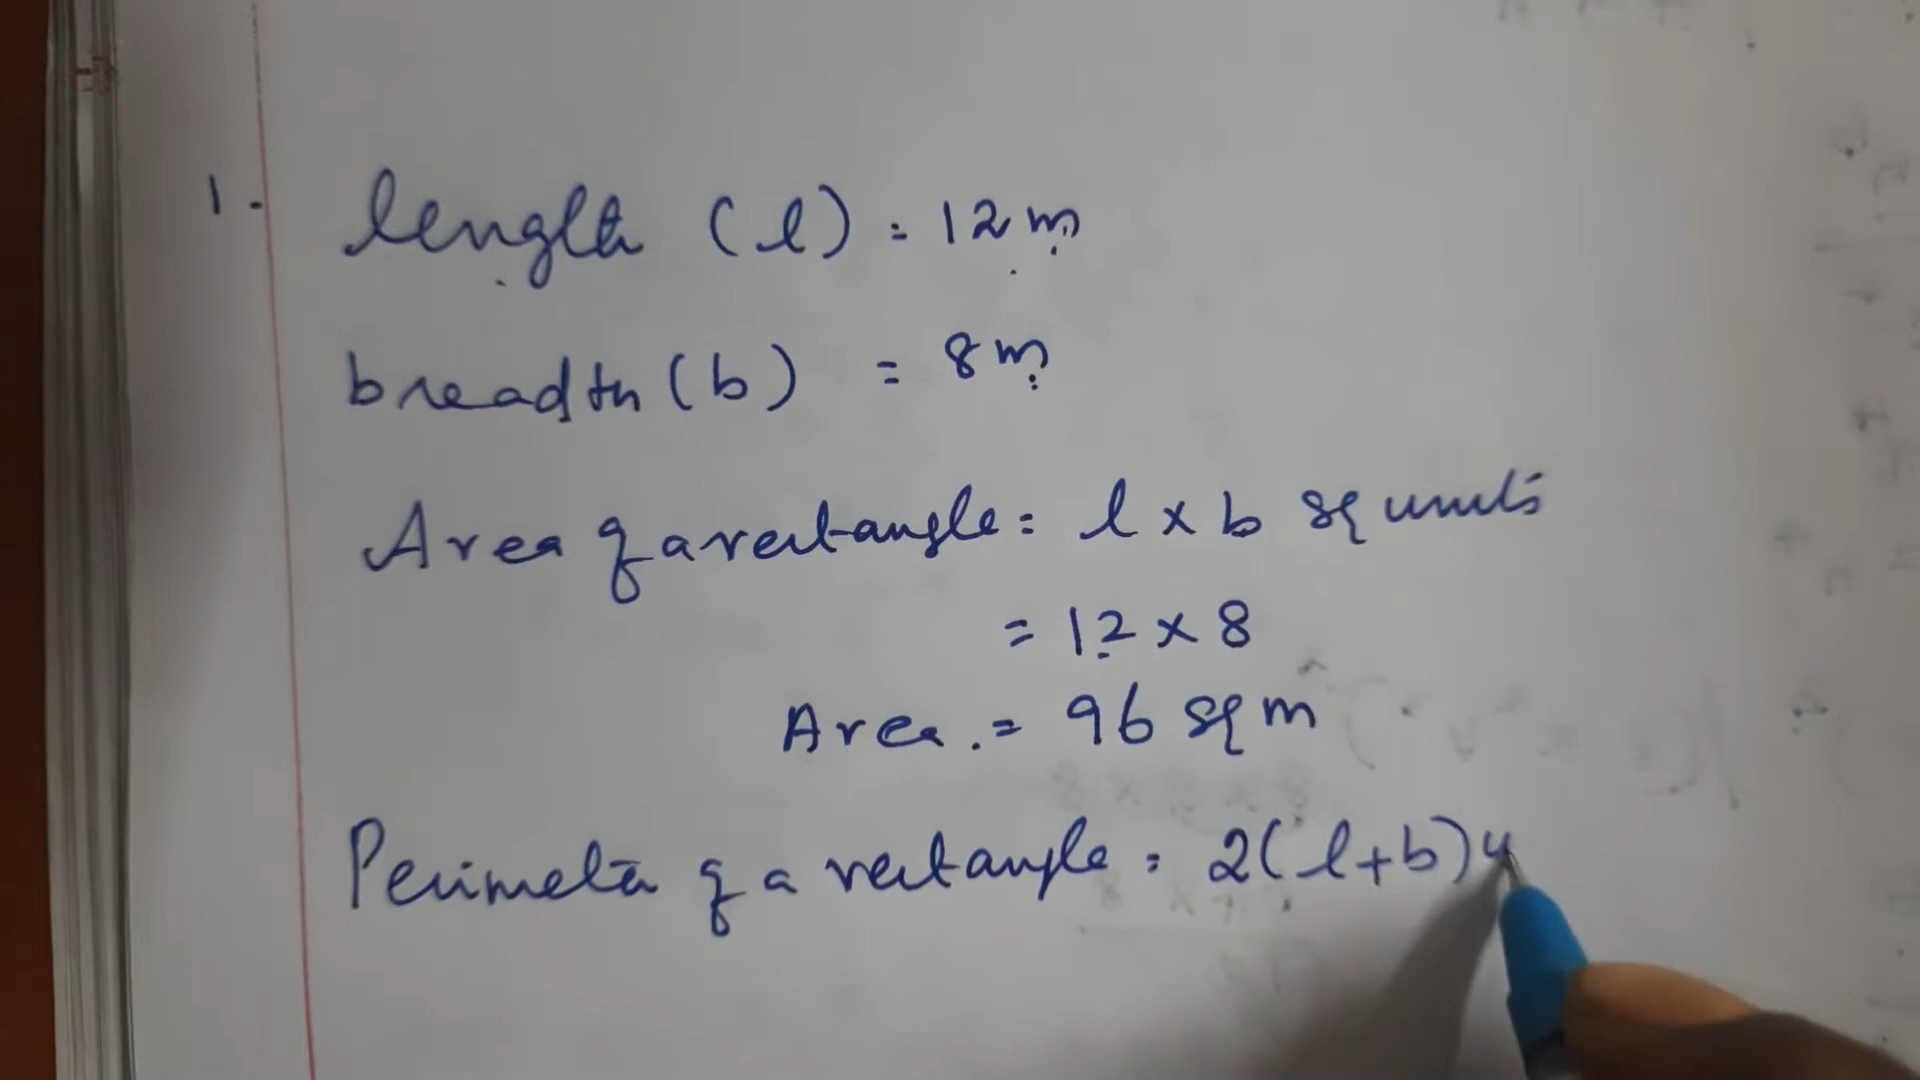 1. length (l) = 12 m
breadth (b) = 8 m
Area of a rectangle = l x b sq units
= 12 x 8
Area = 96 sq m
Perimeter of a rectangle = 2(l+b) u